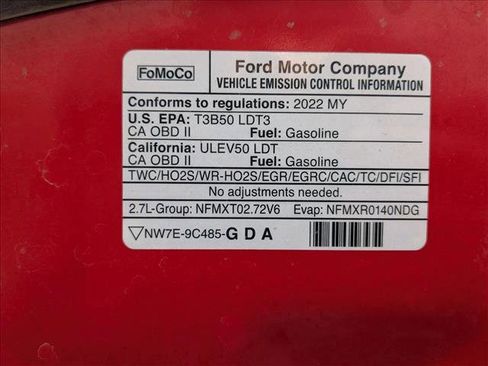 FoMoCo
Ford Motor Company
VEHICLE EMISSION CONTROL INFORMATION
Conforms to regulations: 2022 MY
U.S. EPA: T3B50 LDT3
CA OBD II Fuel: Gasoline
California: ULEV50 LDT
CA OBD II Fuel: Gasoline
TWC/HO2S/WR-HO2S/EGR/EGRC/CAC/TC/DFI/SFI
No adjustments needed.
2.7L-Group: NFMXT02.72V6 Evap: NFMXR0140NDG
NW7E-9C485-GDA